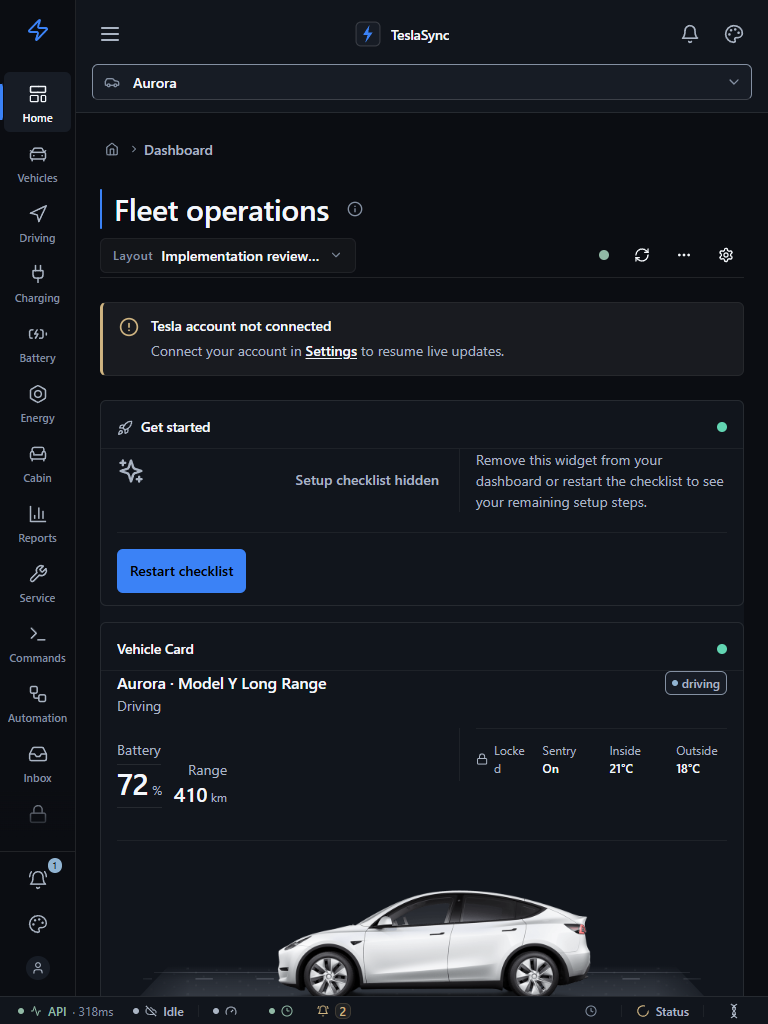 TeslaSync
Aurora
Home
Vehicles
Driving
Charging
Battery
Energy
Cabin
Reports
Service
Commands
Automation
Inbox
1
Dashboard
Fleet operations
Layout Implementation review...
Tesla account not connected
Connect your account in Settings to resume live updates.
Get started
Setup checklist hidden
Remove this widget from your
dashboard or restart the checklist to see
your remaining setup steps.
Restart checklist
Vehicle Card
Aurora · Model Y Long Range
driving
Driving
Battery
72 %
Range
410 km
Locke
d
Sentry
On
Inside
21°C
Outside
18°C
API · 318ms
Idle
2
Status